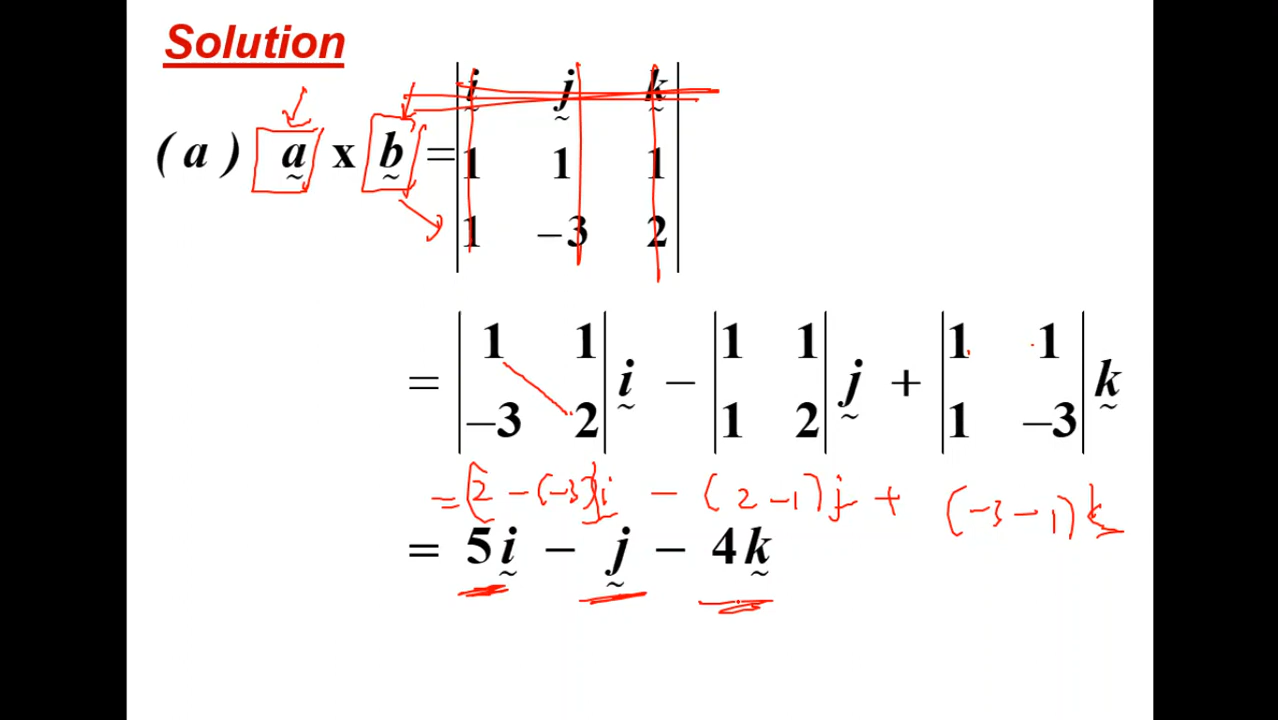 Solution
(a) a x b = | i j k |
| 1 1 1 |
| 1 −3 2 |
= | 1 1 | i − | 1 1 | j + | 1 1 | k
| −3 2 | | 1 2 | | 1 −3 |
= [2 − (−3)]i − (2 − 1)j + (−3 − 1)k
= 5i − j − 4k